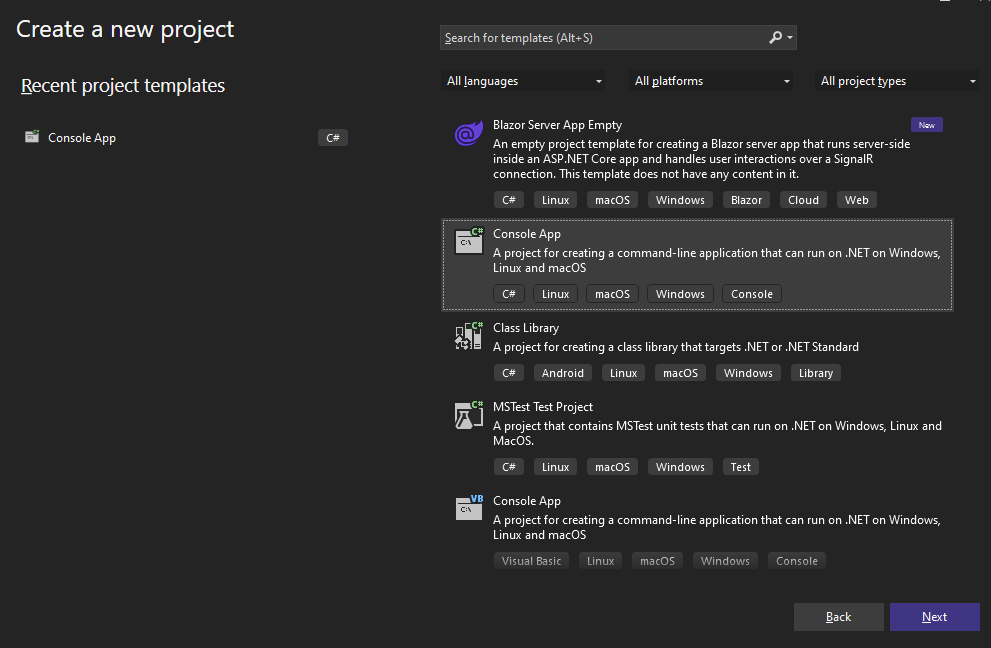 Create a new project
Search for templates (Alt+S)
Recent project templates
All languages
All platforms
All project types
Console App
C#
Blazor Server App Empty
New
An empty project template for creating a Blazor server app that runs server-side
inside an ASP.NET Core app and handles user interactions over a SignalR
connection. This template does not have any content in it.
C# Linux macOS Windows Blazor Cloud Web
C#
C:\
Console App
A project for creating a command-line application that can run on .NET on Windows,
Linux and macOS
C# Linux macOS Windows Console
C#
Class Library
A project for creating a class library that targets .NET or .NET Standard
C# Android Linux macOS Windows Library
C#
MSTest Test Project
A project that contains MSTest unit tests that can run on .NET on Windows, Linux and
MacOS.
C# Linux macOS Windows Test
VB
C:\
Console App
A project for creating a command-line application that can run on .NET on Windows,
Linux and macOS
Visual Basic Linux macOS Windows Console
Back
Next